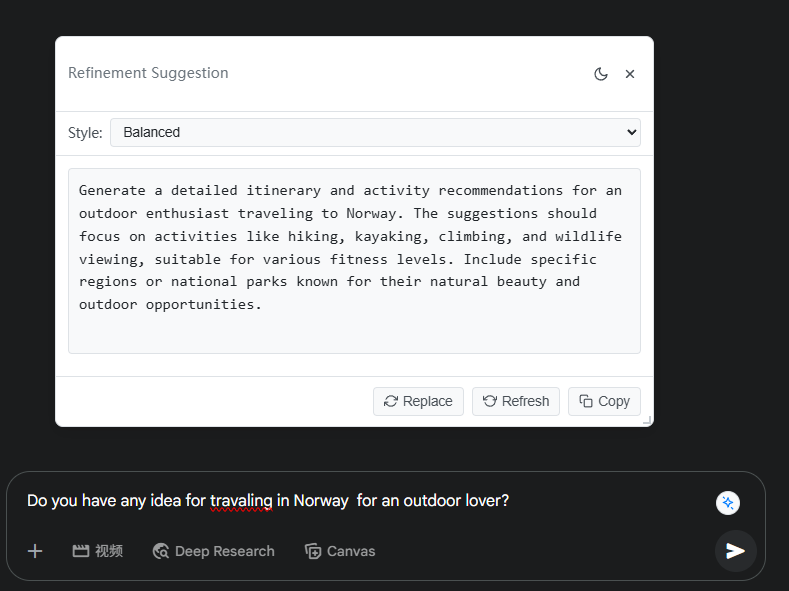 Refinement Suggestion
Style: Balanced
Generate a detailed itinerary and activity recommendations for an
outdoor enthusiast traveling to Norway. The suggestions should
focus on activities like hiking, kayaking, climbing, and wildlife
viewing, suitable for various fitness levels. Include specific
regions or national parks known for their natural beauty and
outdoor opportunities.
Replace Refresh Copy
Do you have any idea for travaling in Norway  for an outdoor lover?
视频 Deep Research Canvas